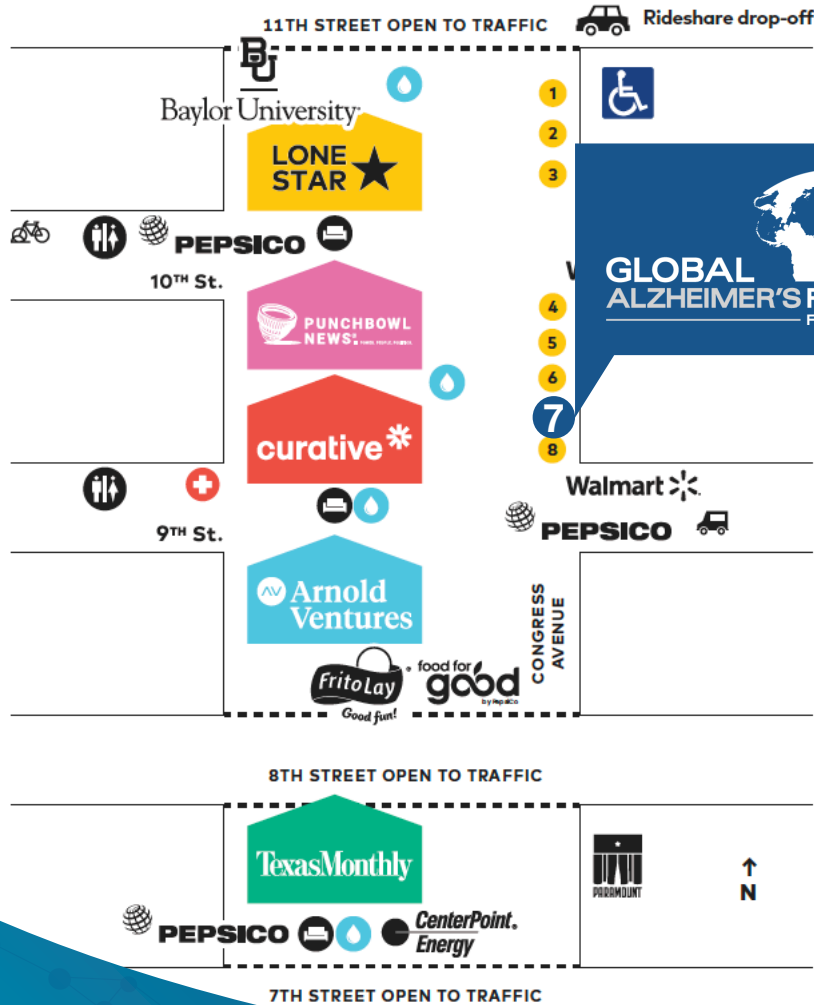 11TH STREET OPEN TO TRAFFIC
Rideshare drop-off
BU
Baylor University
1
2
3
LONE
STAR
PEPSICO
10TH St.
GLOBAL
ALZHEIMER'S
PUNCHBOWL
NEWS
4
5
6
7
8
curative
Walmart
PEPSICO
9TH St.
Arnold
Ventures
CONGRESS
AVENUE
FritoLay
Good fun!
food for
good
by PepsiCo
8TH STREET OPEN TO TRAFFIC
TexasMonthly
PARAMOUNT
N
PEPSICO
CenterPoint.
Energy
7TH STREET OPEN TO TRAFFIC